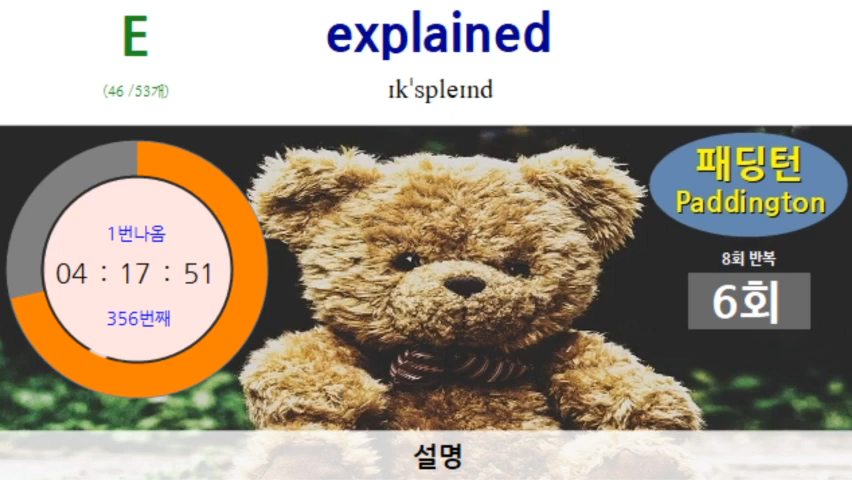 E
(46 /53개)
explained
ɪkˈspleɪnd
패딩턴
Paddington
8회 반복
6회
1번나옴
04 : 17 : 51
356번째
설명